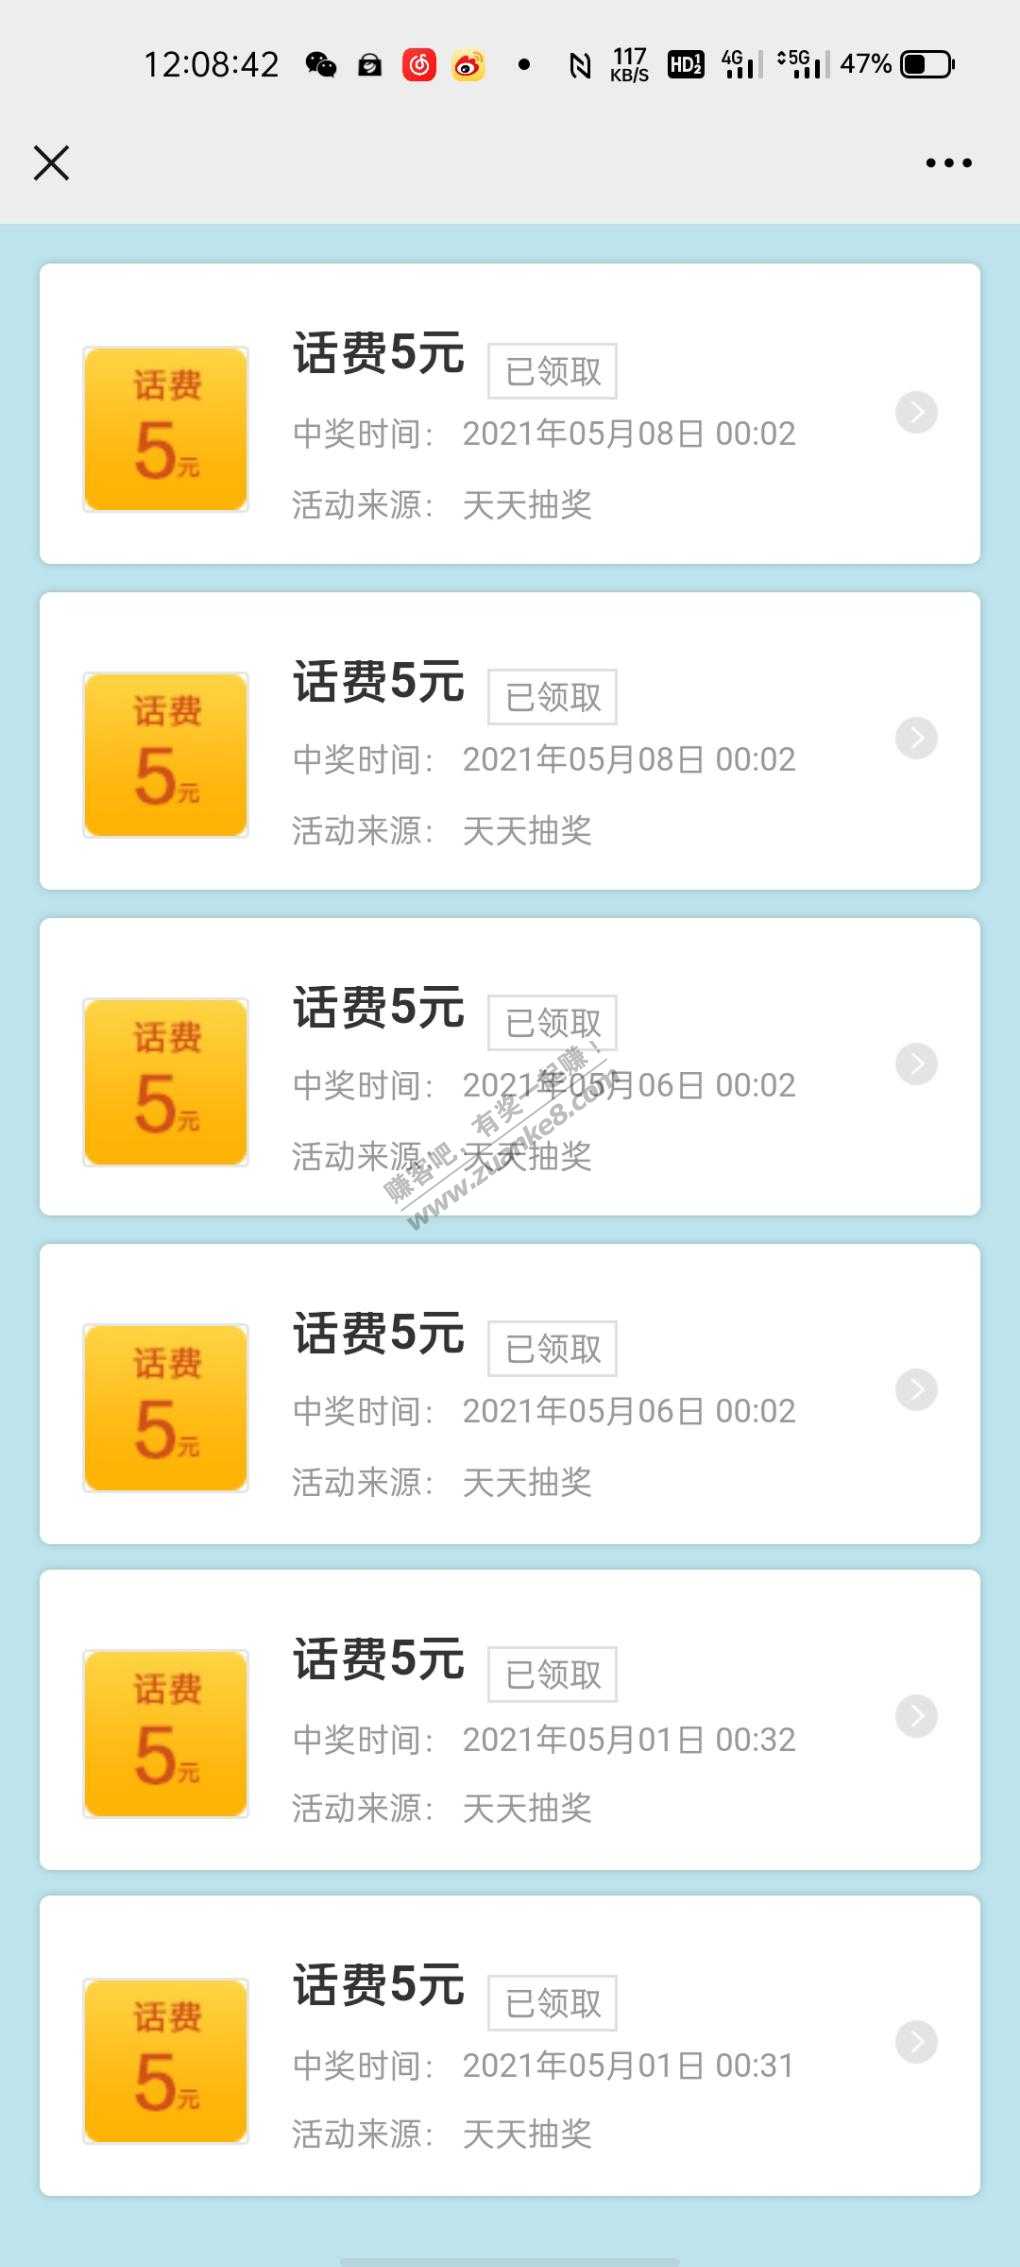 12:08:42 117 KB/S HD 1 2 4G 5G 47%
话费5元 已领取
话费
5元
中奖时间： 2021年05月08日 00:02
活动来源： 天天抽奖
话费5元 已领取
话费
5元
中奖时间： 2021年05月08日 00:02
活动来源： 天天抽奖
话费5元 已领取
话费
5元
中奖时间： 2021年05月06日 00:02
活动来源： 天天抽奖
赚客吧，有奖一起赚！
www.zuanke8.com
话费5元 已领取
话费
5元
中奖时间： 2021年05月06日 00:02
活动来源： 天天抽奖
话费5元 已领取
话费
5元
中奖时间： 2021年05月01日 00:32
活动来源： 天天抽奖
话费5元 已领取
话费
5元
中奖时间： 2021年05月01日 00:31
活动来源： 天天抽奖